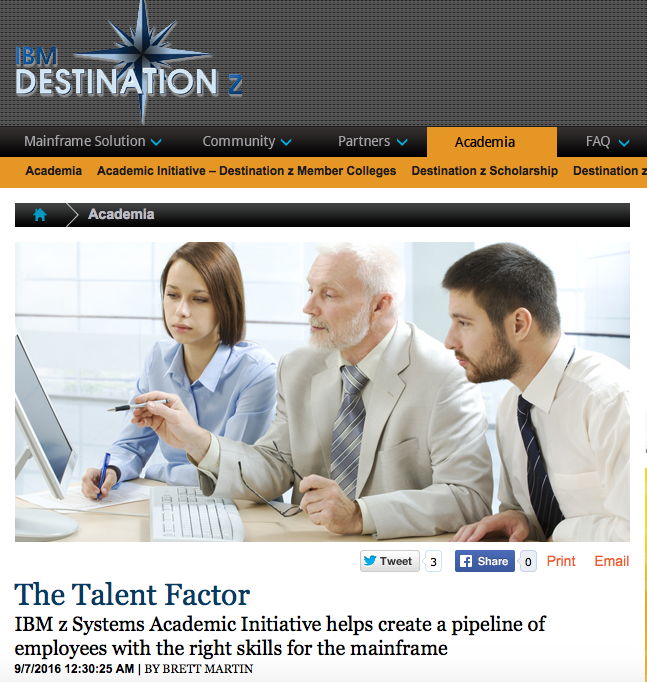 IBM
DESTINATION z
Mainframe Solution Community Partners Academia FAQ
Academia Academic Initiative – Destination z Member Colleges Destination z Scholarship Destination z
Academia
Tweet 3 Share 0 Print Email
The Talent Factor
IBM z Systems Academic Initiative helps create a pipeline of
employees with the right skills for the mainframe
9/7/2016 12:30:25 AM | BY BRETT MARTIN